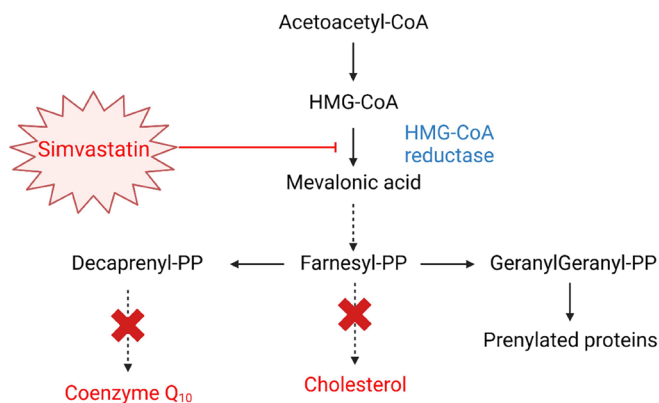 Acetoacetyl-CoA
HMG-CoA
Simvastatin
HMG-CoA
reductase
Mevalonic acid
Decaprenyl-PP
Farnesyl-PP
GeranylGeranyl-PP
Prenylated proteins
Coenzyme Q₁₀
Cholesterol